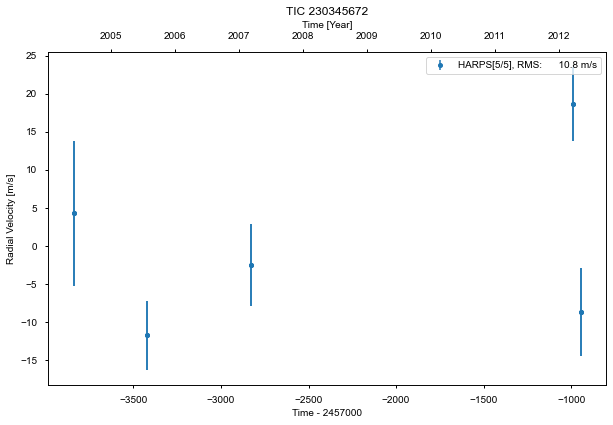 TIC 230345672
Time [Year]
2005 2006 2007 2008 2009 2010 2011 2012
HARPS[5/5], RMS: 10.8 m/s
25
20
15
10
5
0
−5
−10
−15
Radial Velocity [m/s]
−3500 −3000 −2500 −2000 −1500 −1000
Time - 2457000